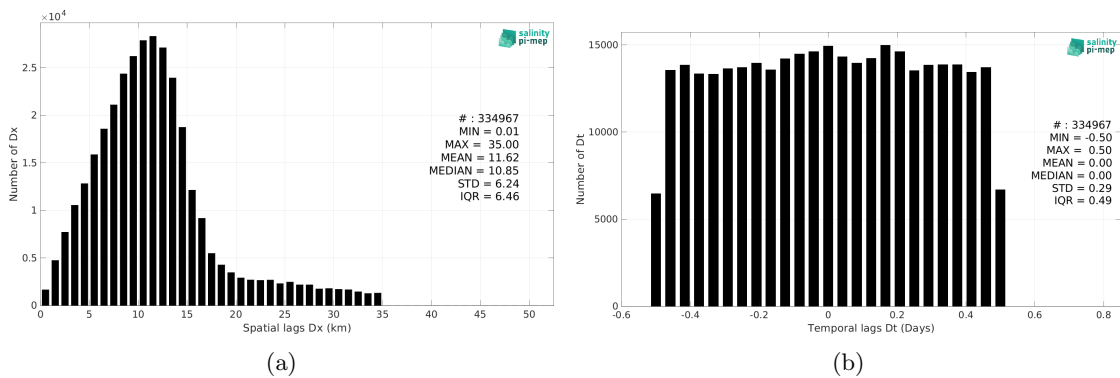 ×10⁴
2.5
2
1.5
1
0.5
0
Number of Dx
0 5 10 15 20 25 30 35 40 45 50
Spatial lags Dx (km)
salinity
pi-mep
# : 334967
MIN = 0.01
MAX = 35.00
MEAN = 11.62
MEDIAN = 10.85
STD = 6.24
IQR = 6.46
(a)
15000
10000
5000
0
Number of Dt
-0.6 -0.4 -0.2 0 0.2 0.4 0.6 0.8
Temporal lags Dt (Days)
salinity
pi-mep
# : 334967
MIN = -0.50
MAX = 0.50
MEAN = 0.00
MEDIAN = 0.00
STD = 0.29
IQR = 0.49
(b)